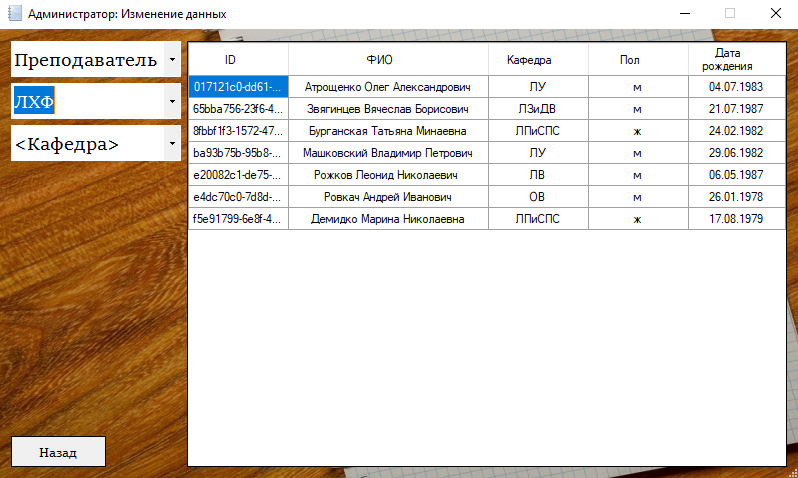 Администратор: Изменение данных
Преподаватель
ЛХФ
<Кафедра>
Назад
ID ФИО Кафедра Пол Дата рождения
017121c0-dd61-... Атрощенко Олег Александрович ЛУ м 04.07.1983
65bba756-23f6-4... Звягинцев Вячеслав Борисович ЛЗиДВ м 21.07.1987
8fbbf1f3-1572-47... Бурганская Татьяна Минаевна ЛПиСПС ж 24.02.1982
ba93b75b-95b8-... Машковский Владимир Петрович ЛУ м 29.06.1982
e20082c1-de75-... Рожков Леонид Николаевич ЛВ м 06.05.1987
e4dc70c0-7d8d-... Ровкач Андрей Иванович ОВ м 26.01.1978
f5e91799-6e8f-4... Демидко Марина Николаевна ЛПиСПС ж 17.08.1979